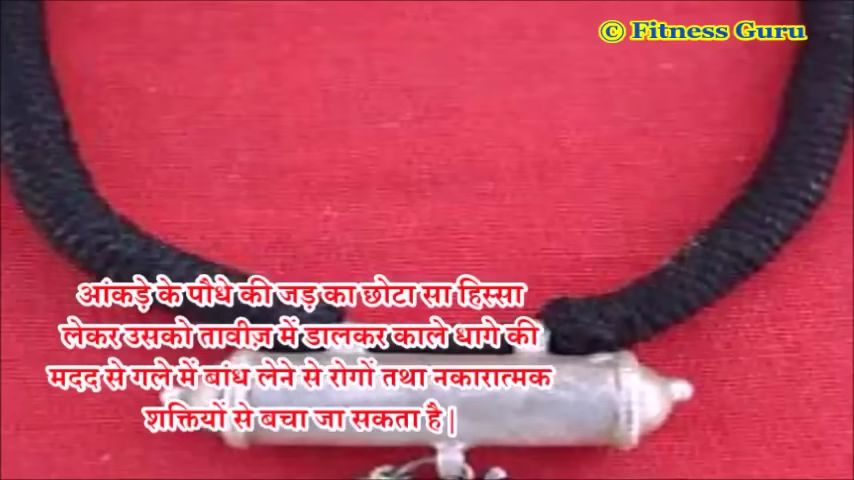 © Fitness Guru
आंकड़े के पौधे की जड़ का छोटा सा हिस्सा
लेकर उसको तावीज़ में डालकर काले धागे की
मदद से गले में बांध लेने से रोगों तथा नकारात्मक
शक्तियों से बचा जा सकता है |